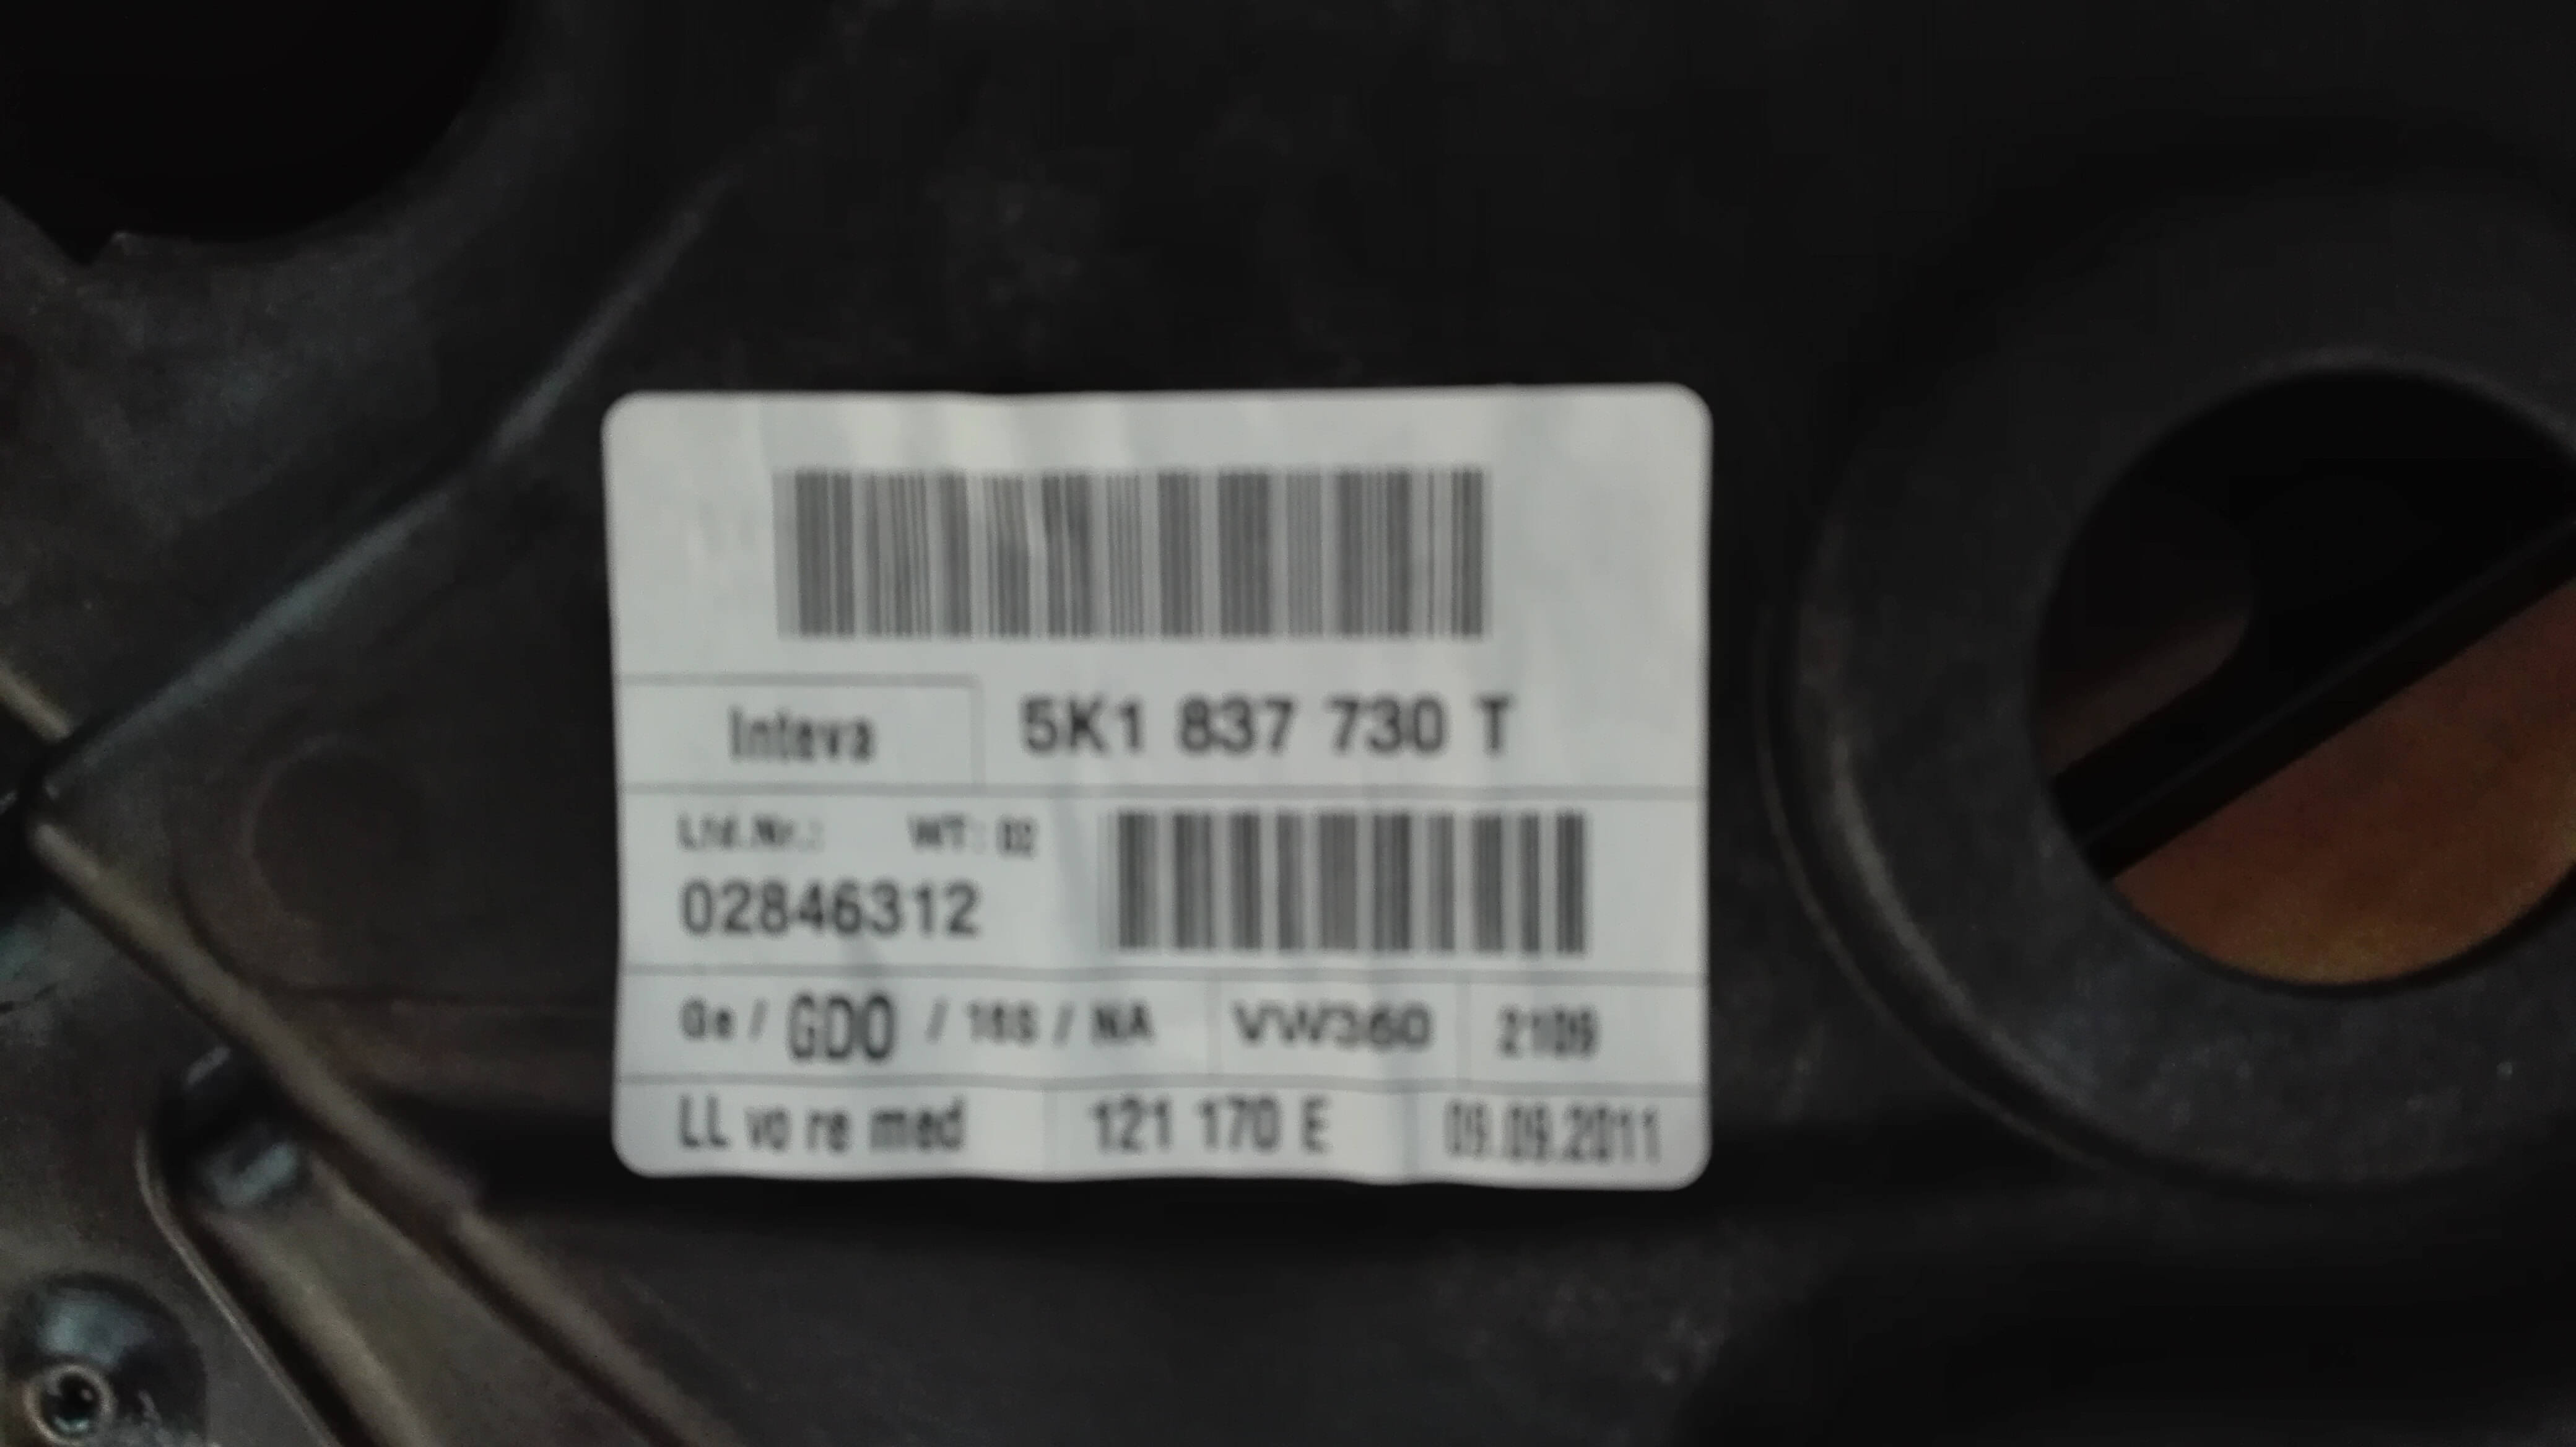 Inteva 5K1 837 730 T
Lfd.Nr.: WT: 02
02846312
Ge / GDO / 16S / NA VW360 2109
LL vo re med 121 170 E 09.09.2011